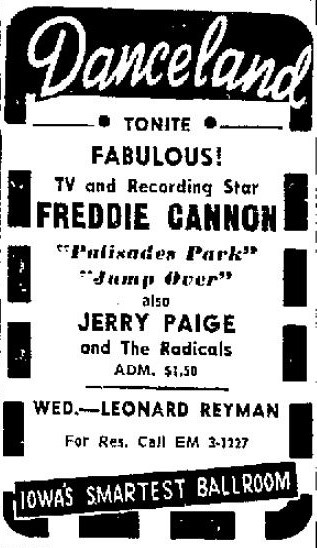 Danceland
TONITE
FABULOUS!
TV and Recording Star
FREDDIE CANNON
"Palisades Park"
"Jump Over"
also
JERRY PAIGE
and The Radicals
ADM. $1.50
WED.—LEONARD REYMAN
For Res. Call EM 3-1227
IOWA'S SMARTEST BALLROOM